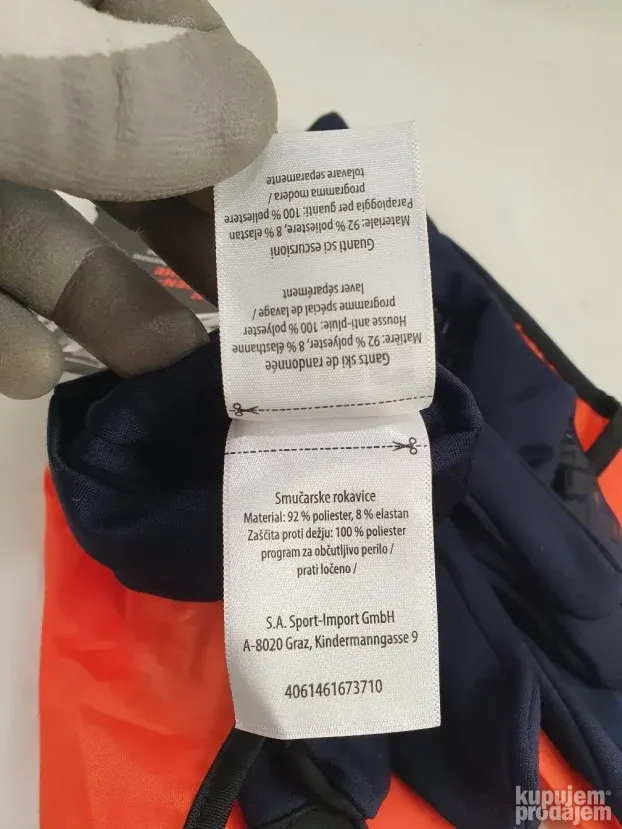 Gants ski de randonnée
Matière: 92 % polyester, 8 % élasthanne
Housse anti-pluie: 100 % polyester
programme spécial de lavage /
laver séparément
Guanti sci escursioni
Materiale: 92 % poliestere, 8 % elastan
Parapioggia per guanti: 100 % poliestere
programma modera /
tolavare separamente
Smučarske rokavice
Material: 92 % poliester, 8 % elastan
Zaščita proti dežju: 100 % poliester
program za občutljivo perilo /
prati ločeno /
S.A. Sport-Import GmbH
A-8020 Graz, Kindermanngasse 9
4061461673710
kupujem
prodajem